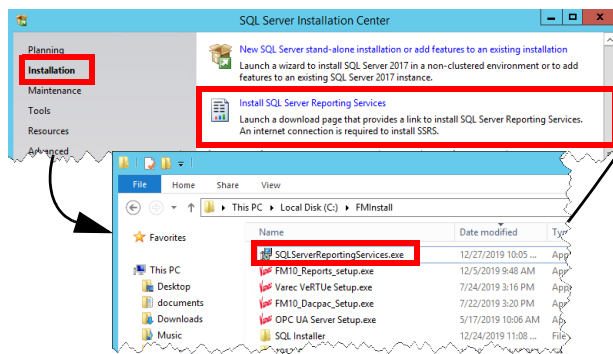 SQL Server Installation Center
Planning
Installation
Maintenance
Tools
Resources
Advanced
New SQL Server stand-alone installation or add features to an existing installation
Launch a wizard to install SQL Server 2017 in a non-clustered environment or to add
features to an existing SQL Server 2017 instance.
Install SQL Server Reporting Services
Launch a download page that provides a link to install SQL Server Reporting Services.
An internet connection is required to install SSRS.
File Home Share View
This PC Local Disk (C:) FMInstall
Favorites
This PC
Desktop
documents
Downloads
Music
Name Date modified
SQLServerReportingServices.exe 12/27/2019 10:05 ... App
FM10_Reports_setup.exe 12/5/2019 9:48 AM App
Varec VeRTUe Setup.exe 7/24/2019 3:16 PM App
FM10_Dacpac_Setup.exe 7/22/2019 3:20 PM App
OPC UA Server Setup.exe 5/17/2019 10:06 AM App
SQL Installer 12/24/2019 11:08 ... File